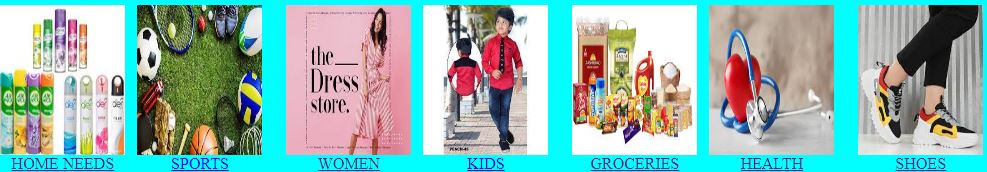 the
Dress
store.
HOME NEEDS
SPORTS
WOMEN
KIDS
GROCERIES
HEALTH
SHOES